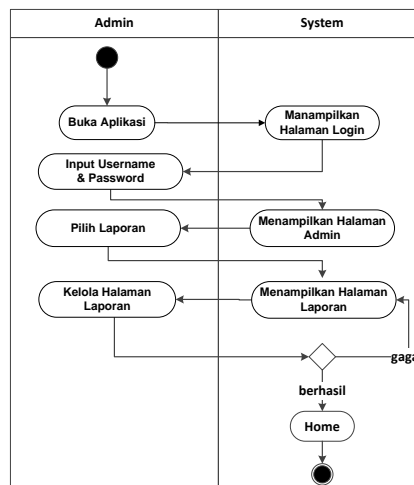 Admin
System
Buka Aplikasi
Manampilkan
Halaman Login
Input Username
& Password
Menampilkan Halaman
Admin
Pilih Laporan
Kelola Halaman
Laporan
Menampilkan Halaman
Laporan
gaga
berhasil
Home